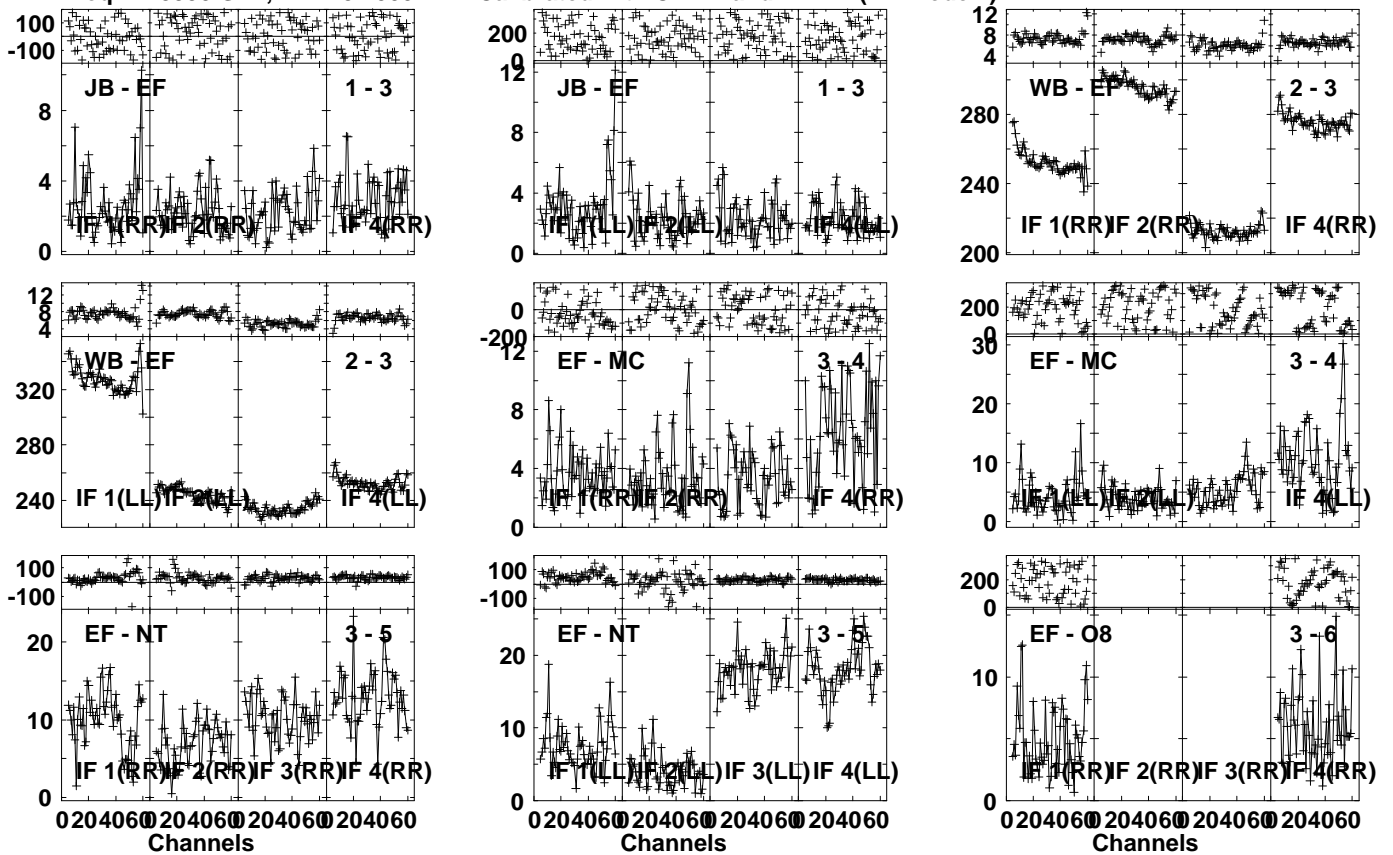 100
-100
JB - EF
1 - 3
8
4
0
IF 1(RR)
IF 2(RR)
IF 4(RR)
200
0
JB - EF
1 - 3
12
8
4
0
IF 1(LL)
IF 2(LL)
IF 4(LL)
12
8
4
WB - EF
2 - 3
280
240
200
IF 1(RR)
IF 2(RR)
IF 4(RR)
12
8
4
WB - EF
2 - 3
320
280
240
IF 1(LL)
IF 2(LL)
IF 4(LL)
0
-200
EF - MC
3 - 4
12
8
4
0
IF 1(RR)
IF 2(RR)
IF 4(RR)
200
0
EF - MC
3 - 4
30
20
10
0
IF 1(LL)
IF 2(LL)
IF 4(LL)
100
-100
EF - NT
3 - 5
20
10
0
IF 1(RR)
IF 2(RR)
IF 3(RR)
IF 4(RR)
0 20 40 60 0 20 40 60 0 20 40 60 0 20 40 60
Channels
100
-100
EF - NT
3 - 5
20
10
0
IF 1(LL)
IF 2(LL)
IF 3(LL)
IF 4(LL)
0 20 40 60 0 20 40 60 0 20 40 60 0 20 40 60
Channels
200
0
EF - O8
3 - 6
10
0
IF 1(RR)
IF 2(RR)
IF 3(RR)
IF 4(RR)
0 20 40 60 0 20 40 60 0 20 40 60 0 20 40 60
Channels